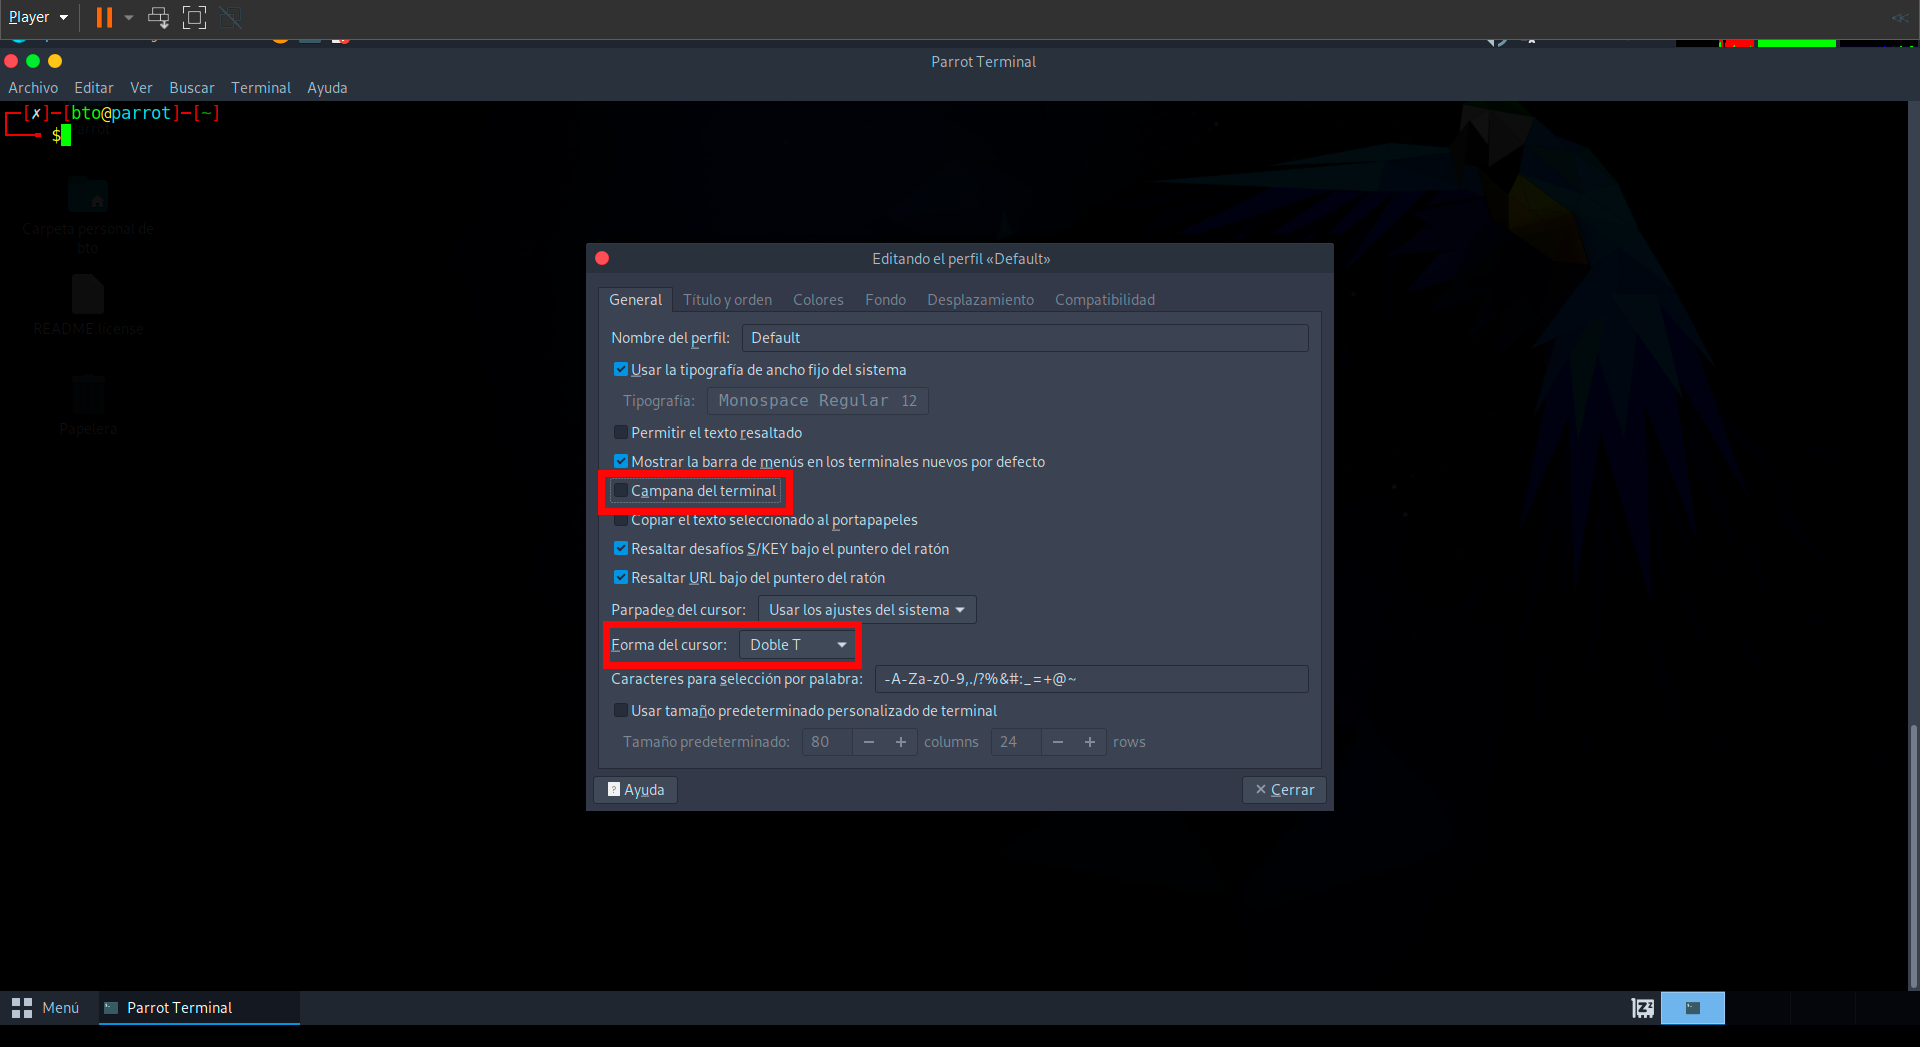 Player
Parrot Terminal
Archivo Editar Ver Buscar Terminal Ayuda
┌─[✗]─[bto@parrot]─[~]
└──╼ $
Carpeta personal de
bto
README.license
Papelera
Editando el perfil «Default»
General Título y orden Colores Fondo Desplazamiento Compatibilidad
Nombre del perfil: Default
Usar la tipografía de ancho fijo del sistema
Tipografía: Monospace Regular 12
Permitir el texto resaltado
Mostrar la barra de menús en los terminales nuevos por defecto
Campana del terminal
Copiar el texto seleccionado al portapapeles
Resaltar desafíos S/KEY bajo el puntero del ratón
Resaltar URL bajo del puntero del ratón
Parpadeo del cursor: Usar los ajustes del sistema
Forma del cursor: Doble T
Caracteres para selección por palabra: -A-Za-z0-9,./?%&#:_=+@~
Usar tamaño predeterminado personalizado de terminal
Tamaño predeterminado: 80 − + columns 24 − + rows
Ayuda Cerrar
Menú Parrot Terminal